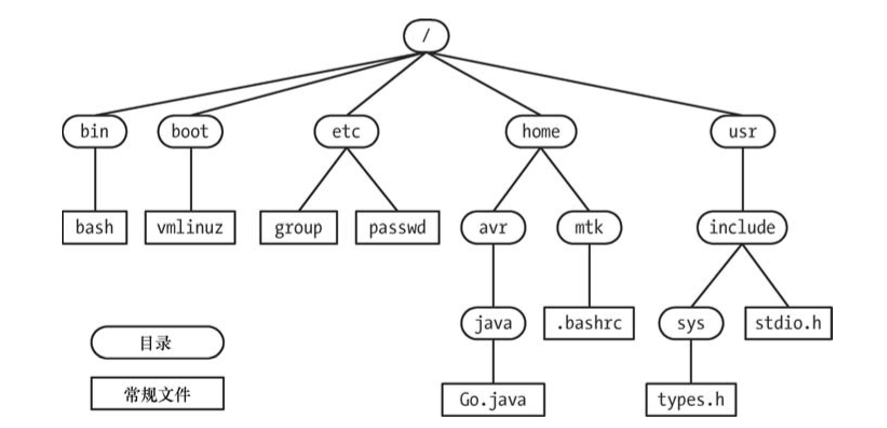 /
bin
boot
etc
home
usr
bash
vmlinuz
group
passwd
avr
mtk
include
java
.bashrc
sys
stdio.h
目录
Go.java
types.h
常规文件